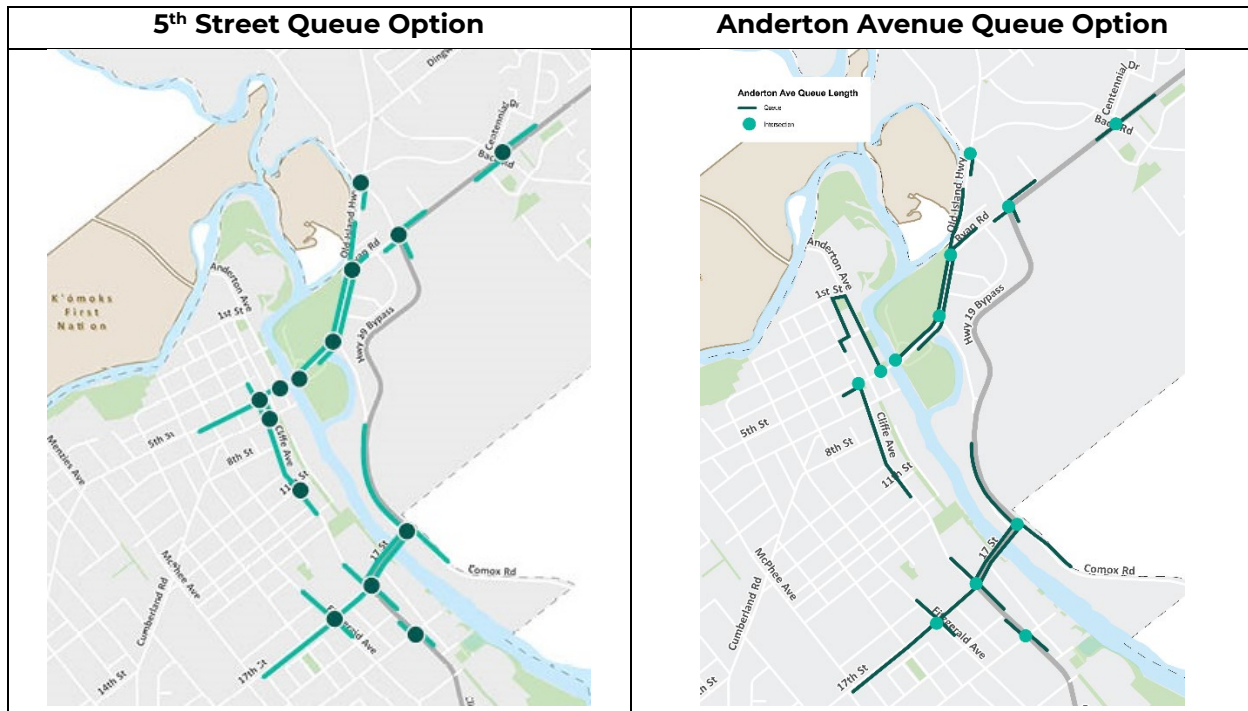 5th Street Queue Option
Anderton Avenue Queue Option
Dingw
Centennial Dr
Back Rd
Old Island Hwy
Ryan Rd
Anderton Ave
1st St
K'ómoks
First
Nation
Hwy 19 Bypass
5th St
8th St
Cliffe Ave
11th St
Menzies Ave
McPhee Ave
Cumberland Rd
17 St
Comox Rd
Fitzgerald Ave
17th St
14th St
Anderton Ave Queue Length
Queue
Intersection
Centennial Dr
Back Rd
Old Island Hwy
Ryan Rd
Anderton Ave
1st St
Hwy 19 Bypass
5th St
8th St
Cliffe Ave
11th St
McPhee Ave
Cumberland Rd
17 St
Comox Rd
Fitzgerald Ave
17th St
th St